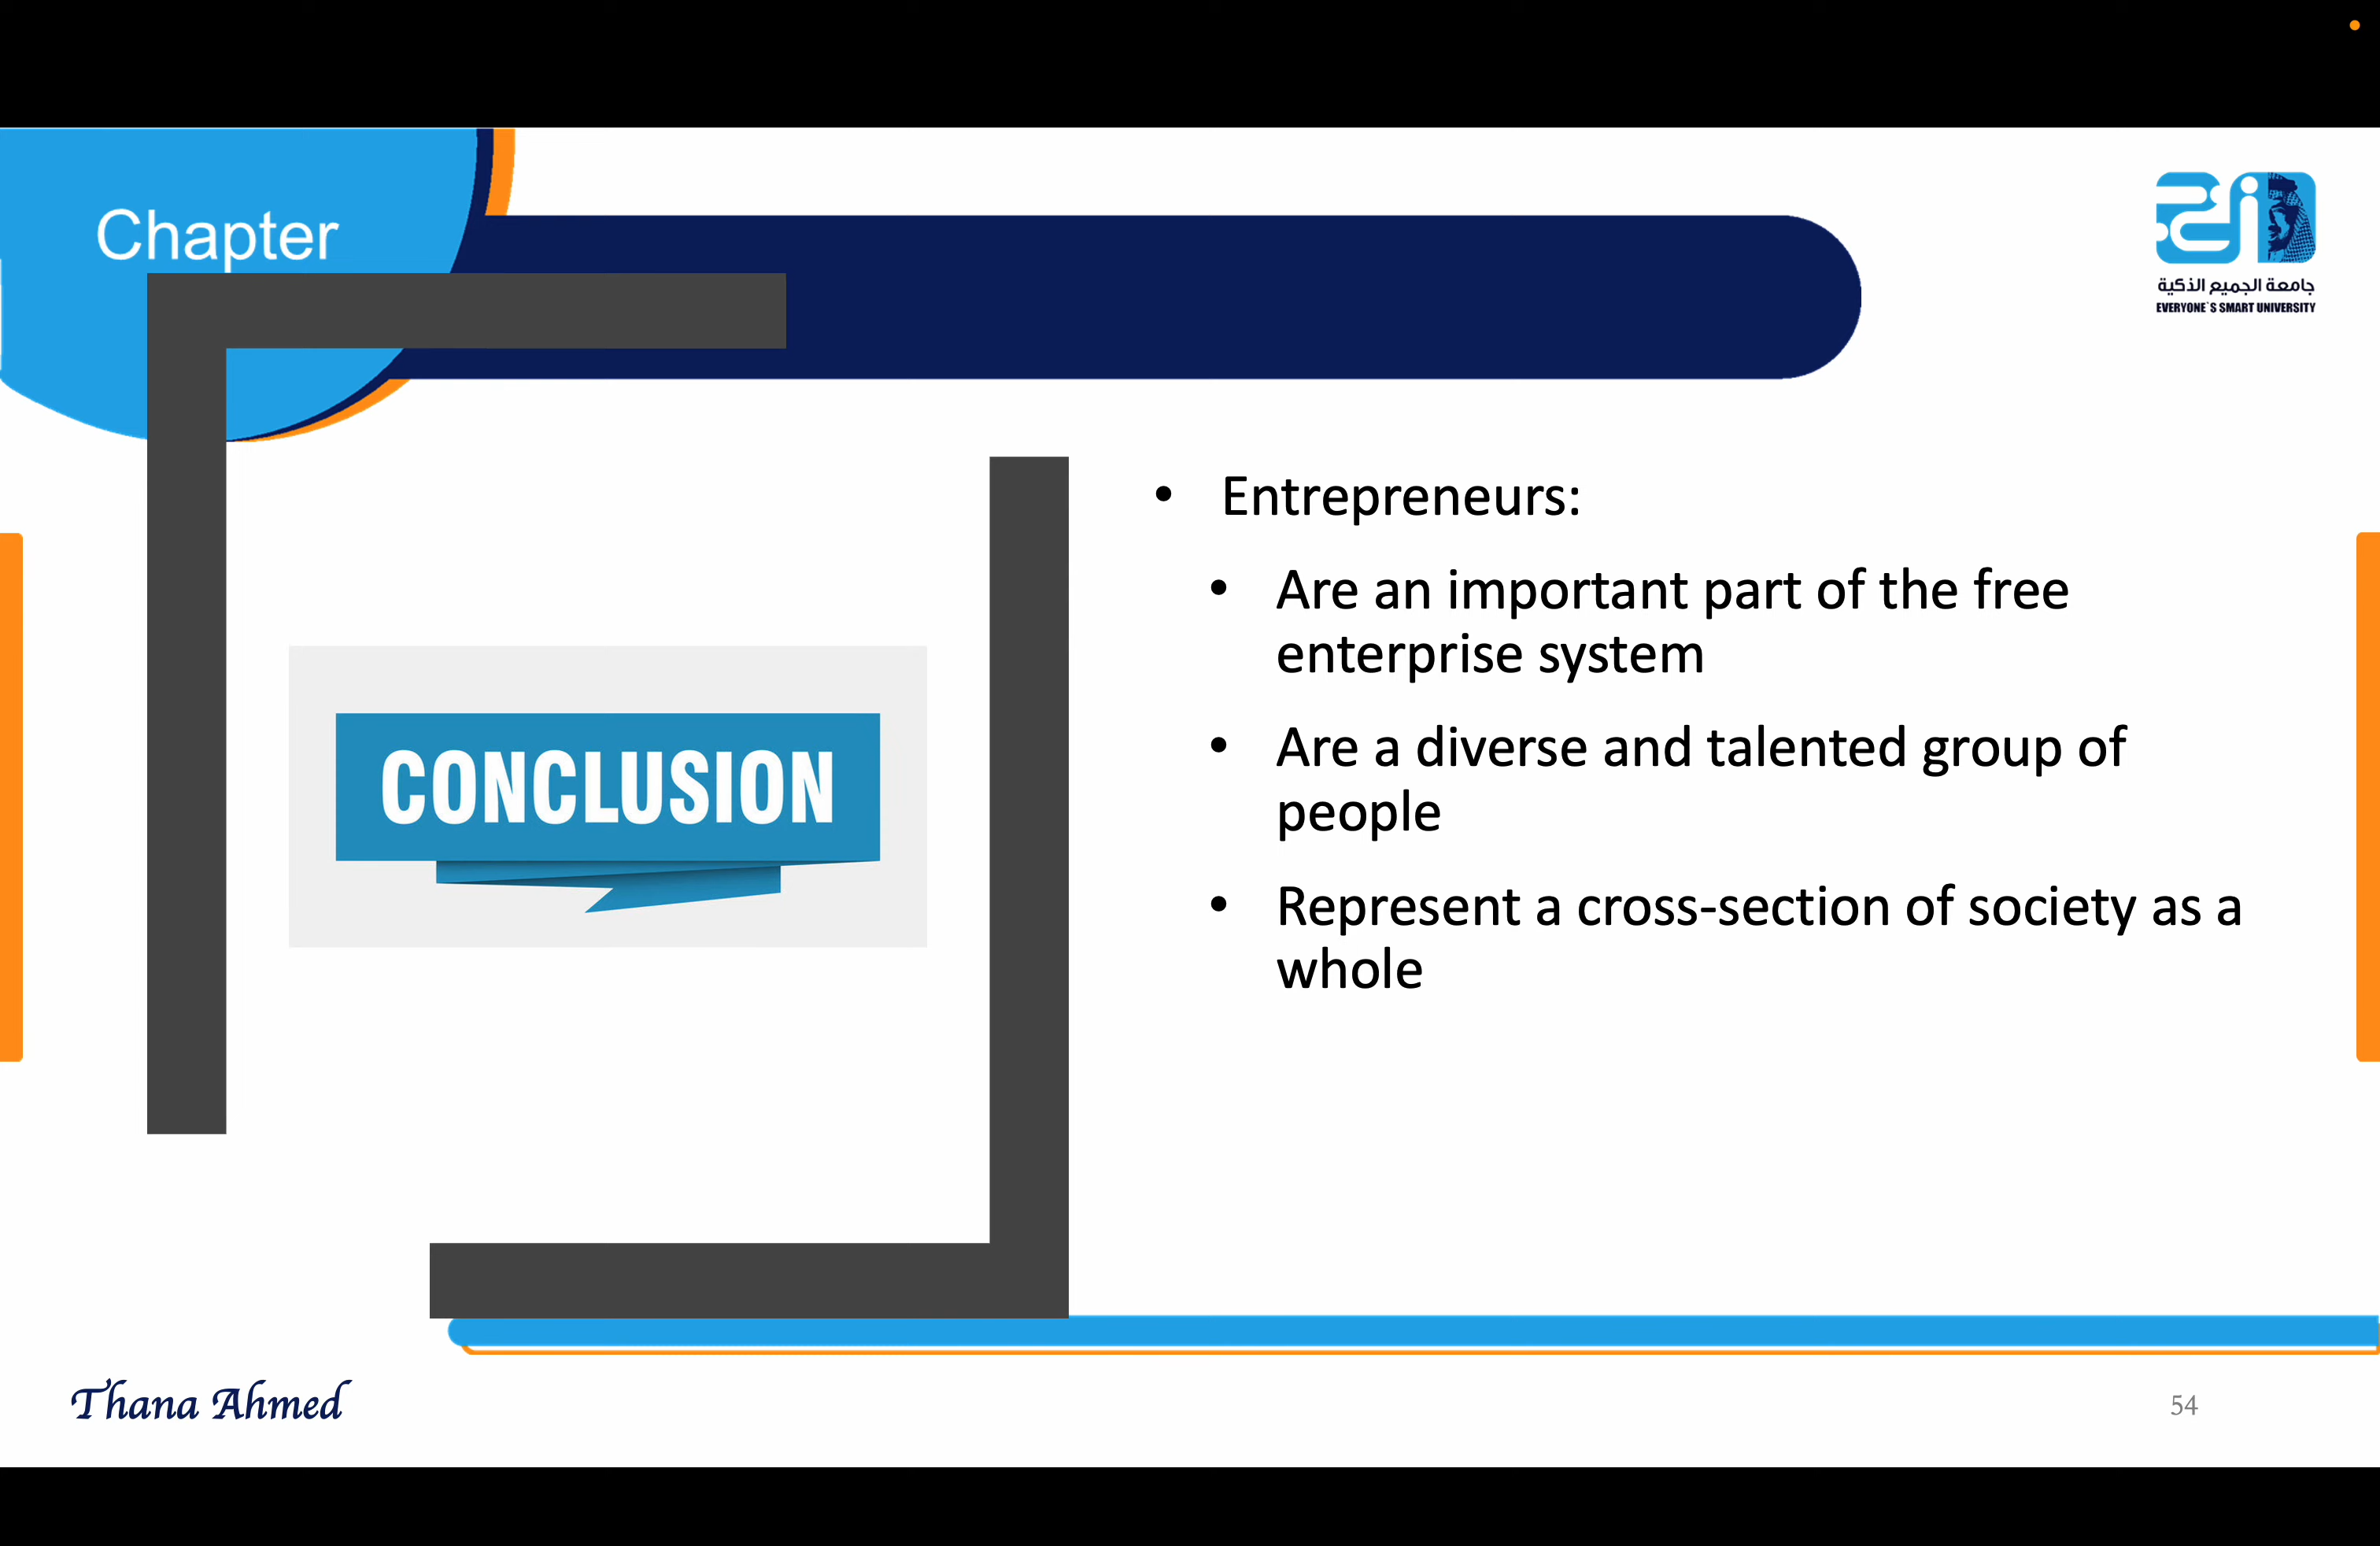 Chapter
جامعة الجميع الذكية
EVERYONE`S SMART UNIVERSITY
• Entrepreneurs:
• Are an important part of the free
enterprise system
• Are a diverse and talented group of
people
• Represent a cross-section of society as a
whole
CONCLUSION
Thana Ahmed
54